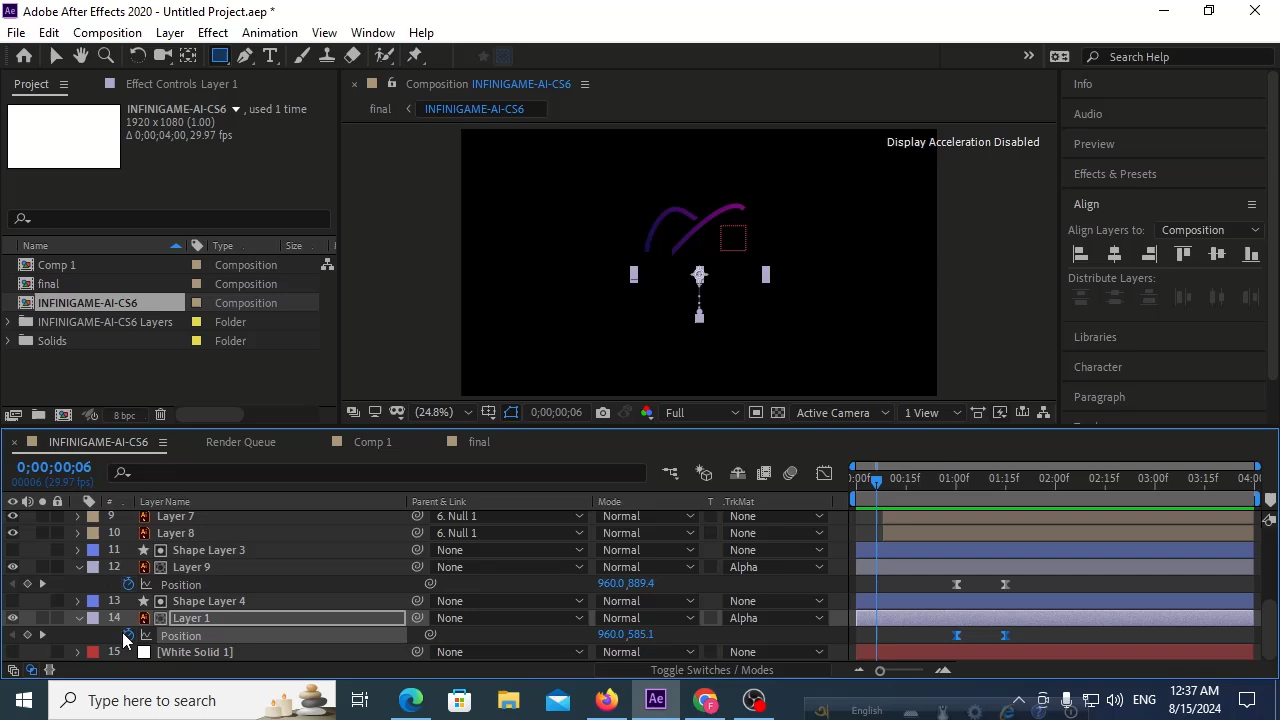 Adobe After Effects 2020 - Untitled Project.aep *
File Edit Composition Layer Effect Animation View Window Help
Search Help
Project Effect Controls Layer 1 Composition INFINIGAME-AI-CS6 Info
INFINIGAME-AI-CS6 , used 1 time final INFINIGAME-AI-CS6
1920 x 1080 (1.00) Audio
Δ 0;00;04;00, 29.97 fps
Display Acceleration Disabled Preview
Effects & Presets
Align
Align Layers to: Composition
Name Type Size
Comp 1 Composition
final Composition
Distribute Layers:
INFINIGAME-AI-CS6 Composition
INFINIGAME-AI-CS6 Layers Folder
Solids Folder Libraries
Character
Paragraph
8 bpc (24.8%) 0;00;00;06 Full Active Camera 1 View
INFINIGAME-AI-CS6 Render Queue Comp 1 final
0;00;00;06
00006 (29.97 fps)
:00f 00:15f 01:00f 01:15f 02:00f 02:15f 03:00f 03:15f 04:00
# Layer Name Parent & Link Mode T .TrkMat
9 Layer 7 6. Null 1 Normal None
10 Layer 8 6. Null 1 Normal None
11 Shape Layer 3 None Normal None
12 Layer 9 None Normal Alpha
Position 960.0,889.4
13 Shape Layer 4 None Normal None
14 Layer 1 None Normal Alpha
Position 960.0,585.1
15 [White Solid 1] None Normal None
Toggle Switches / Modes
Type here to search ENG 12:37 AM
8/15/2024
English